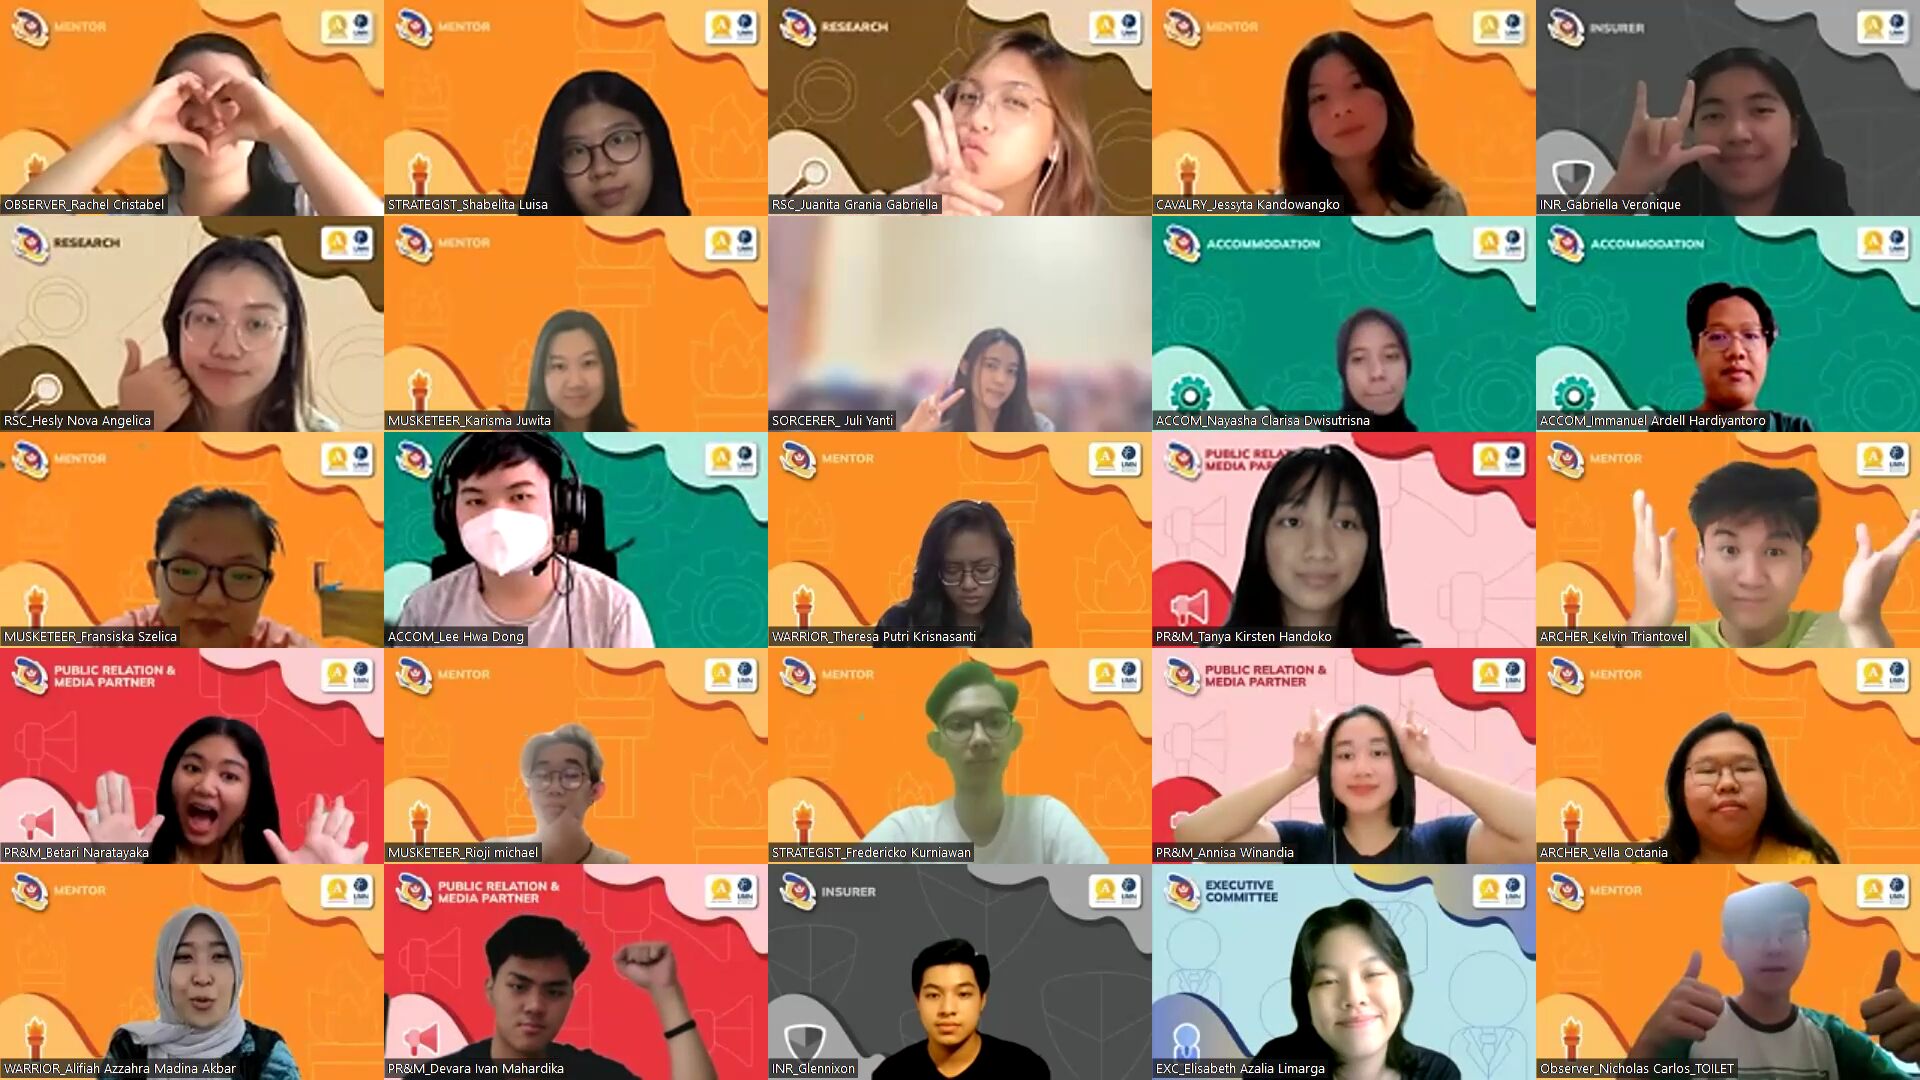 MENTOR
OBSERVER_Rachel Cristabel
MENTOR
STRATEGIST_Shabelita Luisa
RESEARCH
RSC_Juanita Grania Gabriella
MENTOR
CAVALRY_Jessyta Kandowangko
INSURER
INR_Gabriella Veronique
RESEARCH
RSC_Hesly Nova Angelica
MENTOR
MUSKETEER_Karisma Juwita
SORCERER_ Juli Yanti
ACCOMMODATION
ACCOM_Nayasha Clarisa Dwisutrisna
ACCOMMODATION
ACCOM_Immanuel Ardell Hardiyantoro
MENTOR
MUSKETEER_Fransiska Szelica
ACCOM_Lee Hwa Dong
MENTOR
WARRIOR_Theresa Putri Krisnasanti
PUBLIC RELA
MEDIA PAR
PR&M_Tanya Kirsten Handoko
MENTOR
ARCHER_Kelvin Triantovel
PUBLIC RELATION &
MEDIA PARTNER
PR&M_Betari Naratayaka
MENTOR
MUSKETEER_Rioji michael
MENTOR
STRATEGIST_Fredericko Kurniawan
PUBLIC RELATION &
MEDIA PARTNER
PR&M_Annisa Winandia
MENTOR
ARCHER_Vella Octania
MENTOR
WARRIOR_Alifiah Azzahra Madina Akbar
PUBLIC RELATION &
MEDIA PARTNER
PR&M_Devara Ivan Mahardika
INSURER
INR_Glennixon
EXECUTIVE
COMMITTEE
EXC_Elisabeth Azalia Limarga
MENTOR
Observer_Nicholas Carlos_TOILET